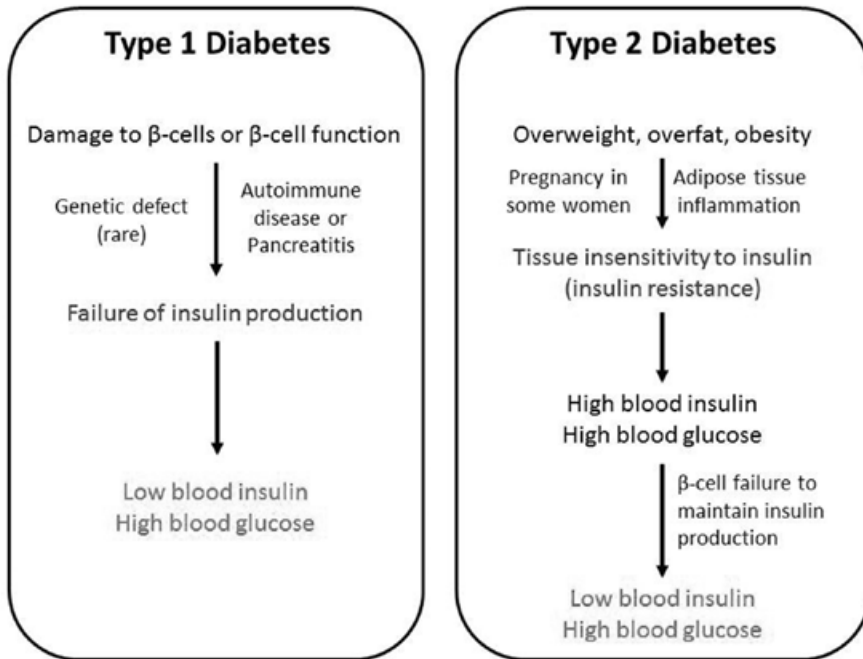 Type 1 Diabetes
Damage to β-cells or β-cell function
Genetic defect
(rare)
Autoimmune
disease or
Pancreatitis
Failure of insulin production
Low blood insulin
High blood glucose
Type 2 Diabetes
Overweight, overfat, obesity
Pregnancy in
some women
Adipose tissue
inflammation
Tissue insensitivity to insulin
(insulin resistance)
High blood insulin
High blood glucose
β-cell failure to
maintain insulin
production
Low blood insulin
High blood glucose